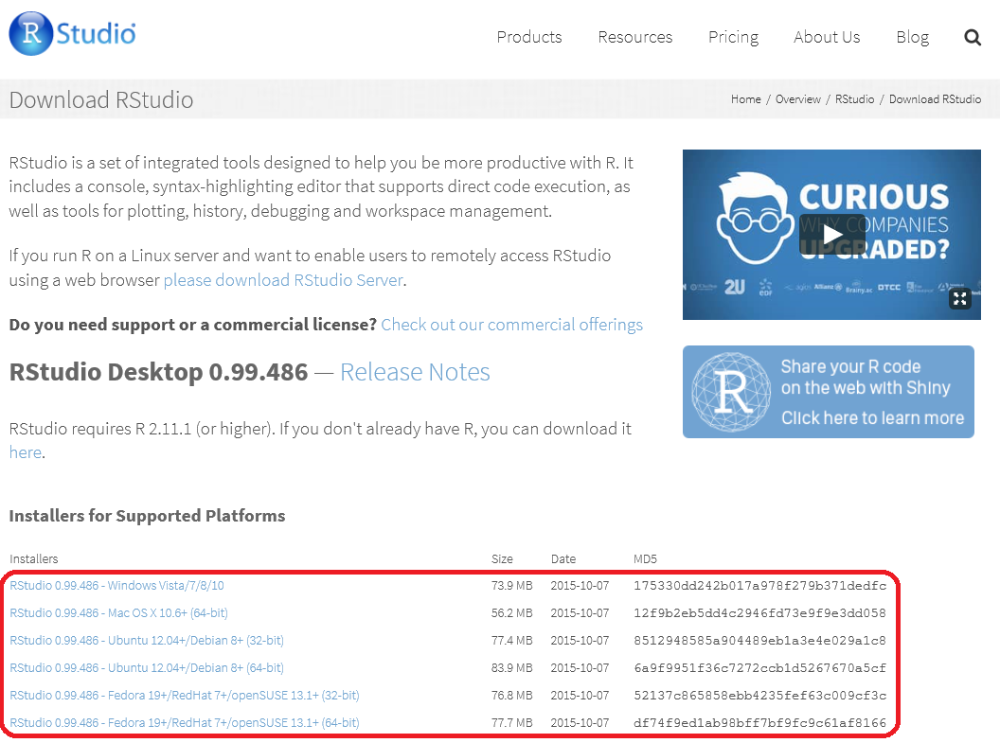 R Studio
Products Resources Pricing About Us Blog
Download RStudio
Home / Overview / RStudio / Download RStudio
RStudio is a set of integrated tools designed to help you be more productive with R. It
includes a console, syntax-highlighting editor that supports direct code execution, as
well as tools for plotting, history, debugging and workspace management.
If you run R on a Linux server and want to enable users to remotely access RStudio
using a web browser please download RStudio Server.
Do you need support or a commercial license? Check out our commercial offerings
RStudio Desktop 0.99.486 — Release Notes
RStudio requires R 2.11.1 (or higher). If you don't already have R, you can download it
here.
CURIOUS
WHY COMPANIES
UPGRADED?
2U EDF agilis Allianz Brainy.ac DTCC
R
Share your R code
on the web with Shiny
Click here to learn more
Installers for Supported Platforms
Installers Size Date MD5
RStudio 0.99.486 - Windows Vista/7/8/10 73.9 MB 2015-10-07 175330dd242b017a978f279b371dedfc
RStudio 0.99.486 - Mac OS X 10.6+ (64-bit) 56.2 MB 2015-10-07 12f9b2eb5dd4c2946fd73e9f9e3dd058
RStudio 0.99.486 - Ubuntu 12.04+/Debian 8+ (32-bit) 77.4 MB 2015-10-07 8512948585a904489eb1a3e4e029a1c8
RStudio 0.99.486 - Ubuntu 12.04+/Debian 8+ (64-bit) 83.9 MB 2015-10-07 6a9f9951f36c7272ccb1d5267670a5cf
RStudio 0.99.486 - Fedora 19+/RedHat 7+/openSUSE 13.1+ (32-bit) 76.8 MB 2015-10-07 52137c865858ebb4235fef63c009cf3c
RStudio 0.99.486 - Fedora 19+/RedHat 7+/openSUSE 13.1+ (64-bit) 77.7 MB 2015-10-07 df74f9ed1ab98bff7bf9fc9c61af8166